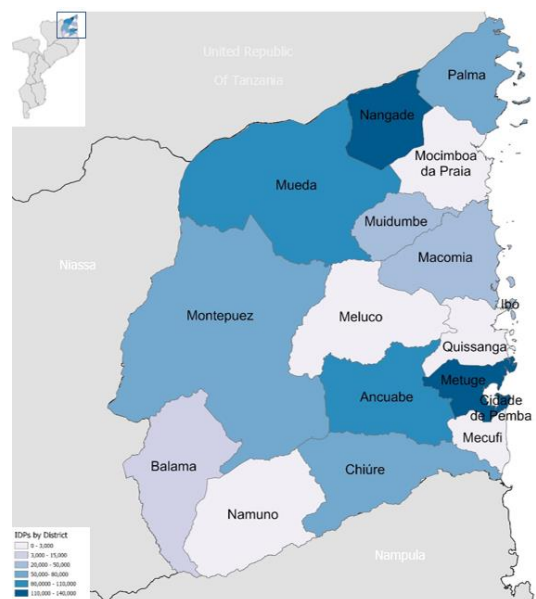 United Republic
Of Tanzania
Palma
Nangade
Mocimboa
da Praia
Mueda
Muidumbe
Macomia
Niassa
Ibo
Montepuez
Meluco
Quissanga
Metuge
Ancuabe
Cidade
de Pemba
Mecufi
Balama
Chiúre
Namuno
Nampula
IDPs by District
0 - 3,000
3,000 - 15,000
20,000 - 50,000
50,000 - 80,000
80,0000 - 110,000
110,000 - 140,000